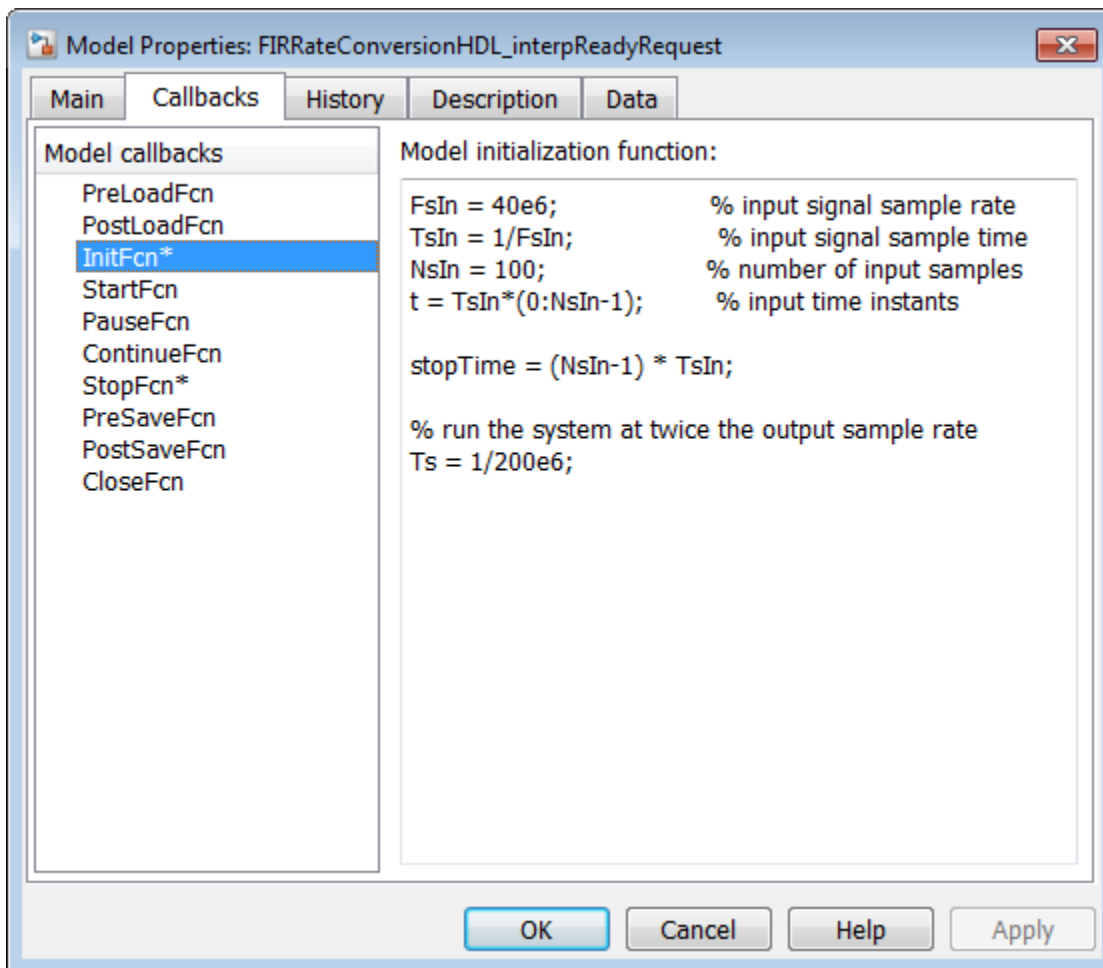 Model Properties: FIRRateConversionHDL_interpReadyRequest
Main Callbacks History Description Data
Model callbacks
PreLoadFcn
PostLoadFcn
InitFcn*
StartFcn
PauseFcn
ContinueFcn
StopFcn*
PreSaveFcn
PostSaveFcn
CloseFcn
Model initialization function:
FsIn = 40e6; % input signal sample rate
TsIn = 1/FsIn; % input signal sample time
NsIn = 100; % number of input samples
t = TsIn*(0:NsIn-1); % input time instants
stopTime = (NsIn-1) * TsIn;
% run the system at twice the output sample rate
Ts = 1/200e6;
OK Cancel Help Apply